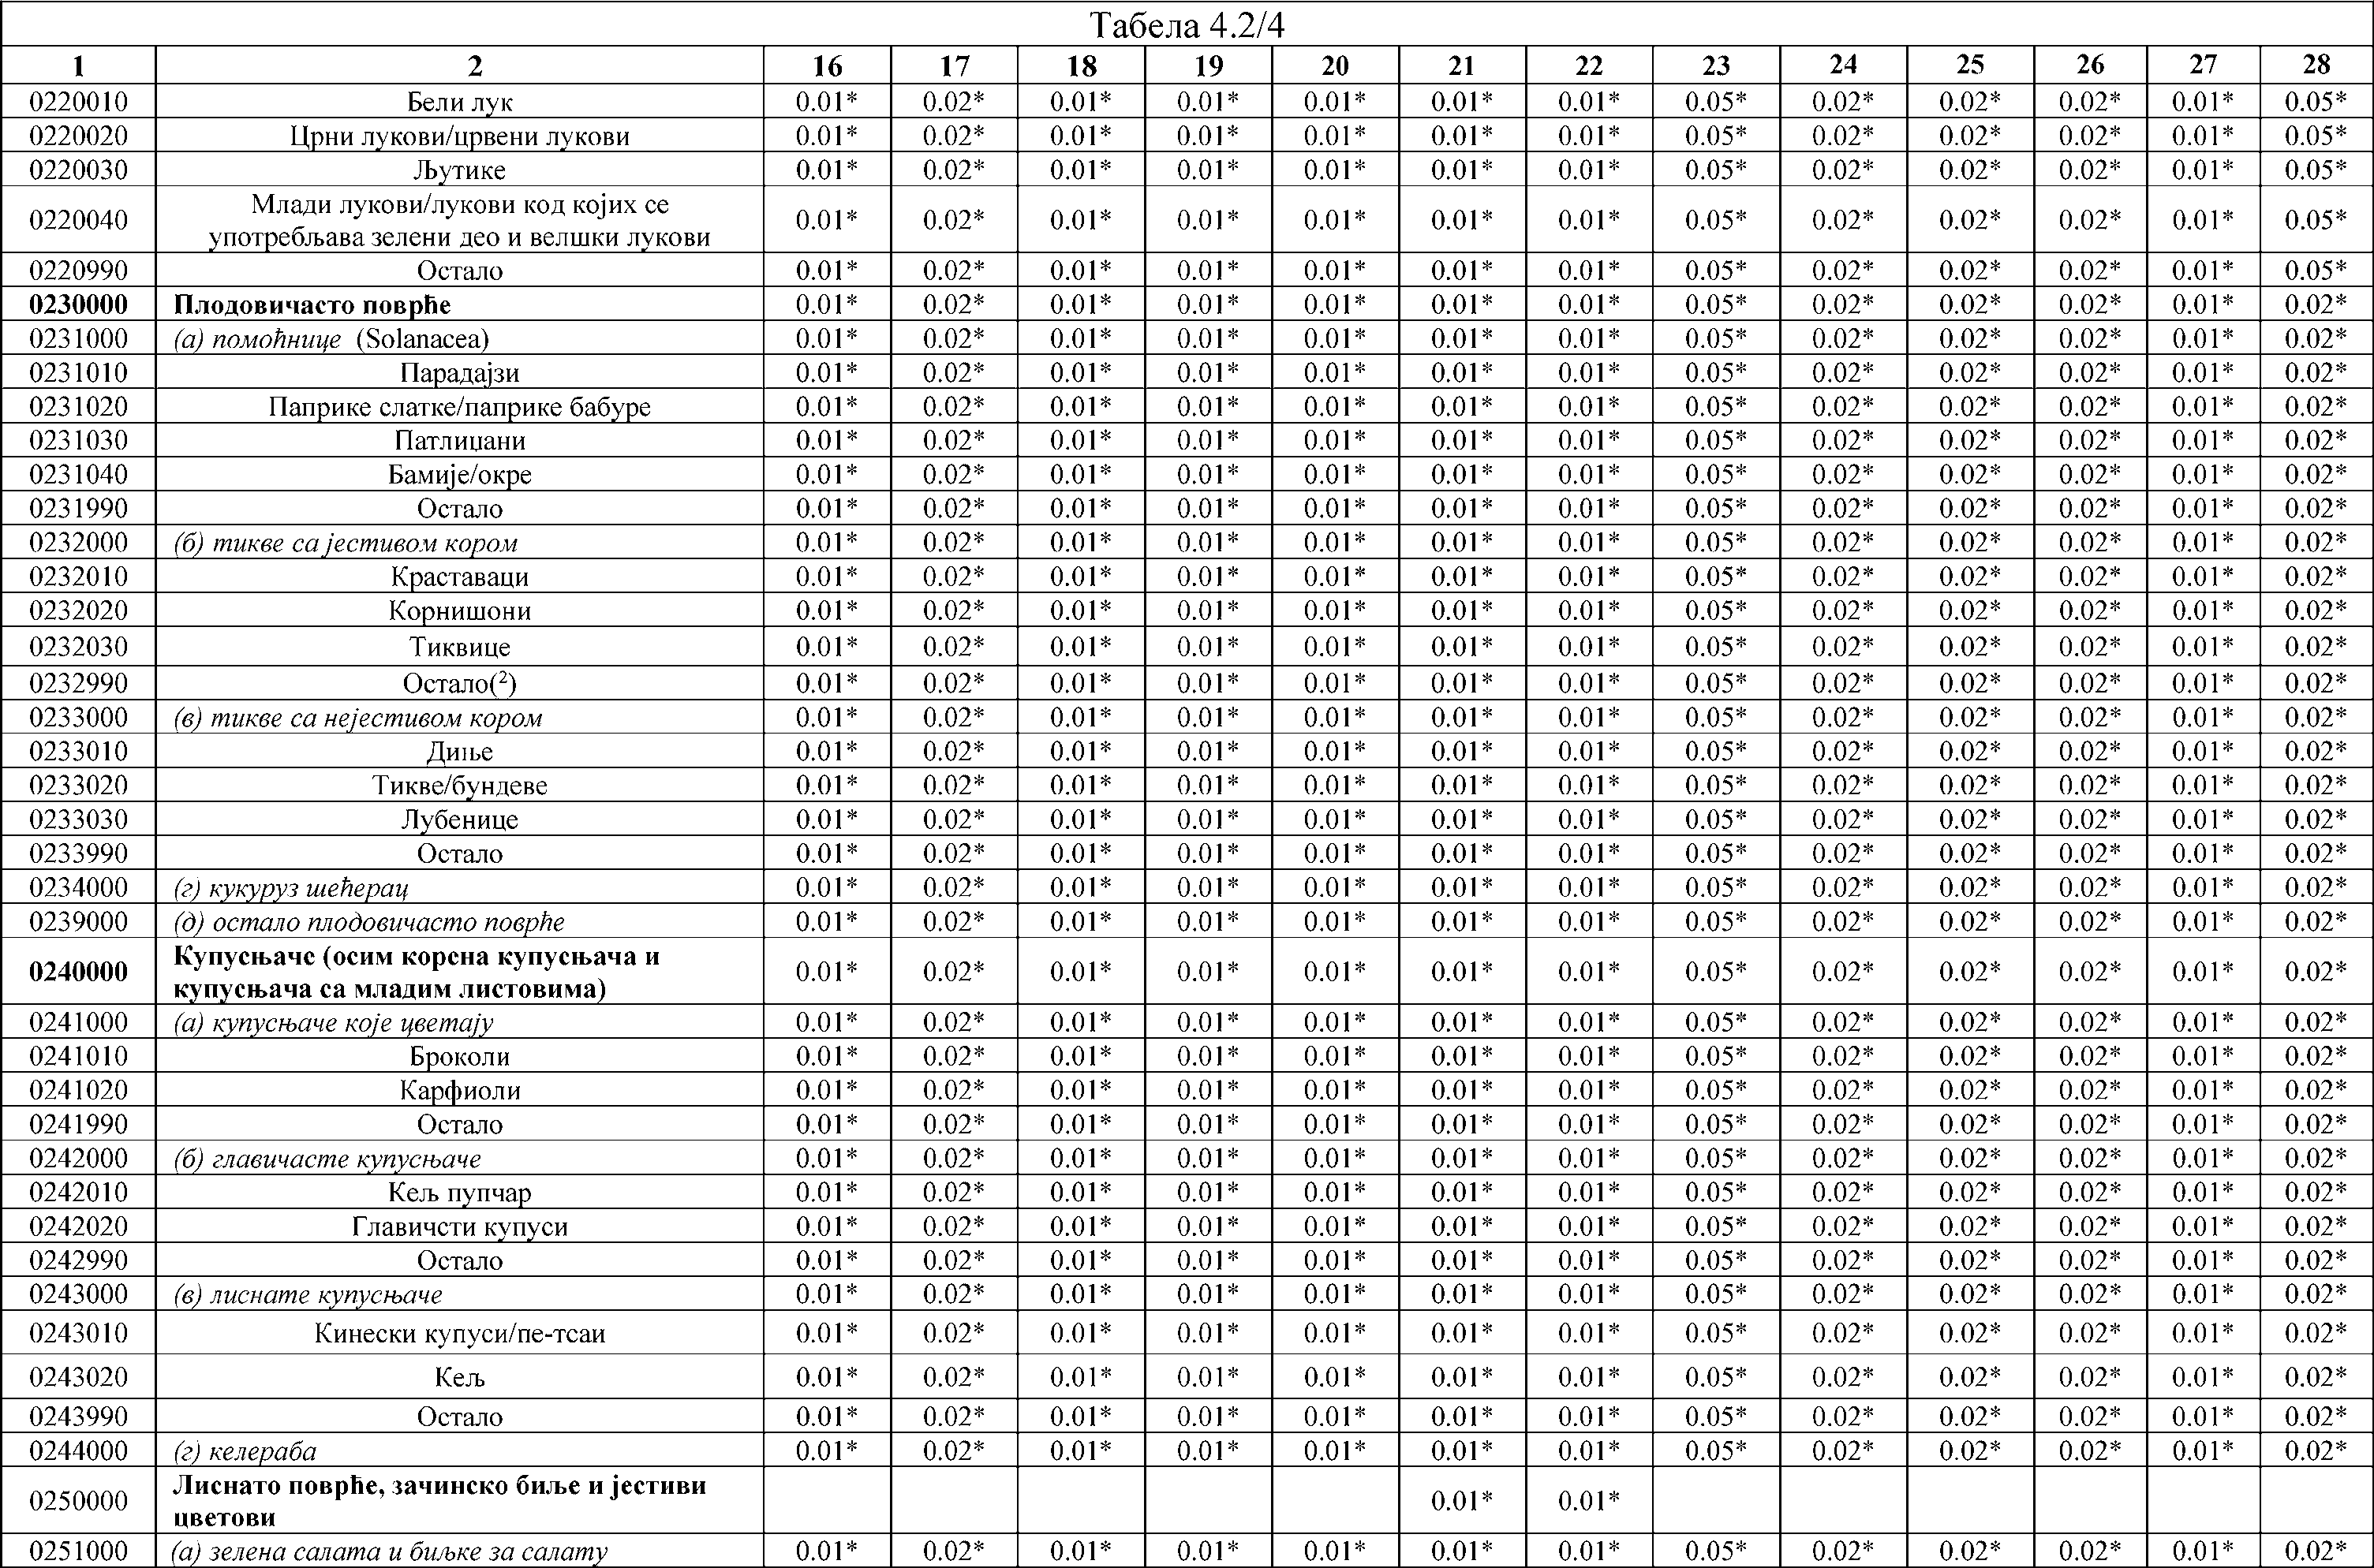 Табела 4.2/4
1 2 16 17 18 19 20 21 22 23 24 25 26 27 28
0220010 Бели лук 0.01* 0.02* 0.01* 0.01* 0.01* 0.01* 0.01* 0.05* 0.02* 0.02* 0.02* 0.01* 0.05*
0220020 Црни лукови/црвени лукови 0.01* 0.02* 0.01* 0.01* 0.01* 0.01* 0.01* 0.05* 0.02* 0.02* 0.02* 0.01* 0.05*
0220030 Љутике 0.01* 0.02* 0.01* 0.01* 0.01* 0.01* 0.01* 0.05* 0.02* 0.02* 0.02* 0.01* 0.05*
Млади лукови/лукови код којих се
0220040 употребљава зелени део и велшки лукови 0.01* 0.02* 0.01* 0.01* 0.01* 0.01* 0.01* 0.05* 0.02* 0.02* 0.02* 0.01* 0.05*
0220990 Остало 0.01* 0.02* 0.01* 0.01* 0.01* 0.01* 0.01* 0.05* 0.02* 0.02* 0.02* 0.01* 0.05*
0230000 Плодовичасто поврће 0.01* 0.02* 0.01* 0.01* 0.01* 0.01* 0.01* 0.05* 0.02* 0.02* 0.02* 0.01* 0.02*
0231000 (а) помоћнице (Solanacea) 0.01* 0.02* 0.01* 0.01* 0.01* 0.01* 0.01* 0.05* 0.02* 0.02* 0.02* 0.01* 0.02*
0231010 Парадајзи 0.01* 0.02* 0.01* 0.01* 0.01* 0.01* 0.01* 0.05* 0.02* 0.02* 0.02* 0.01* 0.02*
0231020 Паприке слатке/паприке бабуре 0.01* 0.02* 0.01* 0.01* 0.01* 0.01* 0.01* 0.05* 0.02* 0.02* 0.02* 0.01* 0.02*
0231030 Патлиџани 0.01* 0.02* 0.01* 0.01* 0.01* 0.01* 0.01* 0.05* 0.02* 0.02* 0.02* 0.01* 0.02*
0231040 Бамије/окре 0.01* 0.02* 0.01* 0.01* 0.01* 0.01* 0.01* 0.05* 0.02* 0.02* 0.02* 0.01* 0.02*
0231990 Остало 0.01* 0.02* 0.01* 0.01* 0.01* 0.01* 0.01* 0.05* 0.02* 0.02* 0.02* 0.01* 0.02*
0232000 (б) тикве са јестивом кором 0.01* 0.02* 0.01* 0.01* 0.01* 0.01* 0.01* 0.05* 0.02* 0.02* 0.02* 0.01* 0.02*
0232010 Краставаци 0.01* 0.02* 0.01* 0.01* 0.01* 0.01* 0.01* 0.05* 0.02* 0.02* 0.02* 0.01* 0.02*
0232020 Корнишони 0.01* 0.02* 0.01* 0.01* 0.01* 0.01* 0.01* 0.05* 0.02* 0.02* 0.02* 0.01* 0.02*
0232030 Тиквице 0.01* 0.02* 0.01* 0.01* 0.01* 0.01* 0.01* 0.05* 0.02* 0.02* 0.02* 0.01* 0.02*
0232990 Остало(²) 0.01* 0.02* 0.01* 0.01* 0.01* 0.01* 0.01* 0.05* 0.02* 0.02* 0.02* 0.01* 0.02*
0233000 (в) тикве са нејестивом кором 0.01* 0.02* 0.01* 0.01* 0.01* 0.01* 0.01* 0.05* 0.02* 0.02* 0.02* 0.01* 0.02*
0233010 Диње 0.01* 0.02* 0.01* 0.01* 0.01* 0.01* 0.01* 0.05* 0.02* 0.02* 0.02* 0.01* 0.02*
0233020 Тикве/бундеве 0.01* 0.02* 0.01* 0.01* 0.01* 0.01* 0.01* 0.05* 0.02* 0.02* 0.02* 0.01* 0.02*
0233030 Лубенице 0.01* 0.02* 0.01* 0.01* 0.01* 0.01* 0.01* 0.05* 0.02* 0.02* 0.02* 0.01* 0.02*
0233990 Остало 0.01* 0.02* 0.01* 0.01* 0.01* 0.01* 0.01* 0.05* 0.02* 0.02* 0.02* 0.01* 0.02*
0234000 (г) кукуруз шећерац 0.01* 0.02* 0.01* 0.01* 0.01* 0.01* 0.01* 0.05* 0.02* 0.02* 0.02* 0.01* 0.02*
0239000 (д) остало плодовичасто поврће 0.01* 0.02* 0.01* 0.01* 0.01* 0.01* 0.01* 0.05* 0.02* 0.02* 0.02* 0.01* 0.02*
Купусњаче (осим корена купусњача и
0240000 купусњача са младим листовима) 0.01* 0.02* 0.01* 0.01* 0.01* 0.01* 0.01* 0.05* 0.02* 0.02* 0.02* 0.01* 0.02*
0241000 (а) купусњаче које цветају 0.01* 0.02* 0.01* 0.01* 0.01* 0.01* 0.01* 0.05* 0.02* 0.02* 0.02* 0.01* 0.02*
0241010 Броколи 0.01* 0.02* 0.01* 0.01* 0.01* 0.01* 0.01* 0.05* 0.02* 0.02* 0.02* 0.01* 0.02*
0241020 Карфиоли 0.01* 0.02* 0.01* 0.01* 0.01* 0.01* 0.01* 0.05* 0.02* 0.02* 0.02* 0.01* 0.02*
0241990 Остало 0.01* 0.02* 0.01* 0.01* 0.01* 0.01* 0.01* 0.05* 0.02* 0.02* 0.02* 0.01* 0.02*
0242000 (б) главичасте купусњаче 0.01* 0.02* 0.01* 0.01* 0.01* 0.01* 0.01* 0.05* 0.02* 0.02* 0.02* 0.01* 0.02*
0242010 Кељ пупчар 0.01* 0.02* 0.01* 0.01* 0.01* 0.01* 0.01* 0.05* 0.02* 0.02* 0.02* 0.01* 0.02*
0242020 Главичсти купуси 0.01* 0.02* 0.01* 0.01* 0.01* 0.01* 0.01* 0.05* 0.02* 0.02* 0.02* 0.01* 0.02*
0242990 Остало 0.01* 0.02* 0.01* 0.01* 0.01* 0.01* 0.01* 0.05* 0.02* 0.02* 0.02* 0.01* 0.02*
0243000 (в) лиснате купусњаче 0.01* 0.02* 0.01* 0.01* 0.01* 0.01* 0.01* 0.05* 0.02* 0.02* 0.02* 0.01* 0.02*
0243010 Кинески купуси/пе-тсаи 0.01* 0.02* 0.01* 0.01* 0.01* 0.01* 0.01* 0.05* 0.02* 0.02* 0.02* 0.01* 0.02*
0243020 Кељ 0.01* 0.02* 0.01* 0.01* 0.01* 0.01* 0.01* 0.05* 0.02* 0.02* 0.02* 0.01* 0.02*
0243990 Остало 0.01* 0.02* 0.01* 0.01* 0.01* 0.01* 0.01* 0.05* 0.02* 0.02* 0.02* 0.01* 0.02*
0244000 (г) келераба 0.01* 0.02* 0.01* 0.01* 0.01* 0.01* 0.01* 0.05* 0.02* 0.02* 0.02* 0.01* 0.02*
Лиснато поврће, зачинско биље и јестиви
0250000 цветови 0.01* 0.01*
0251000 (а) зелена салата и биљке за салату 0.01* 0.02* 0.01* 0.01* 0.01* 0.01* 0.01* 0.05* 0.02* 0.02* 0.02* 0.01* 0.02*